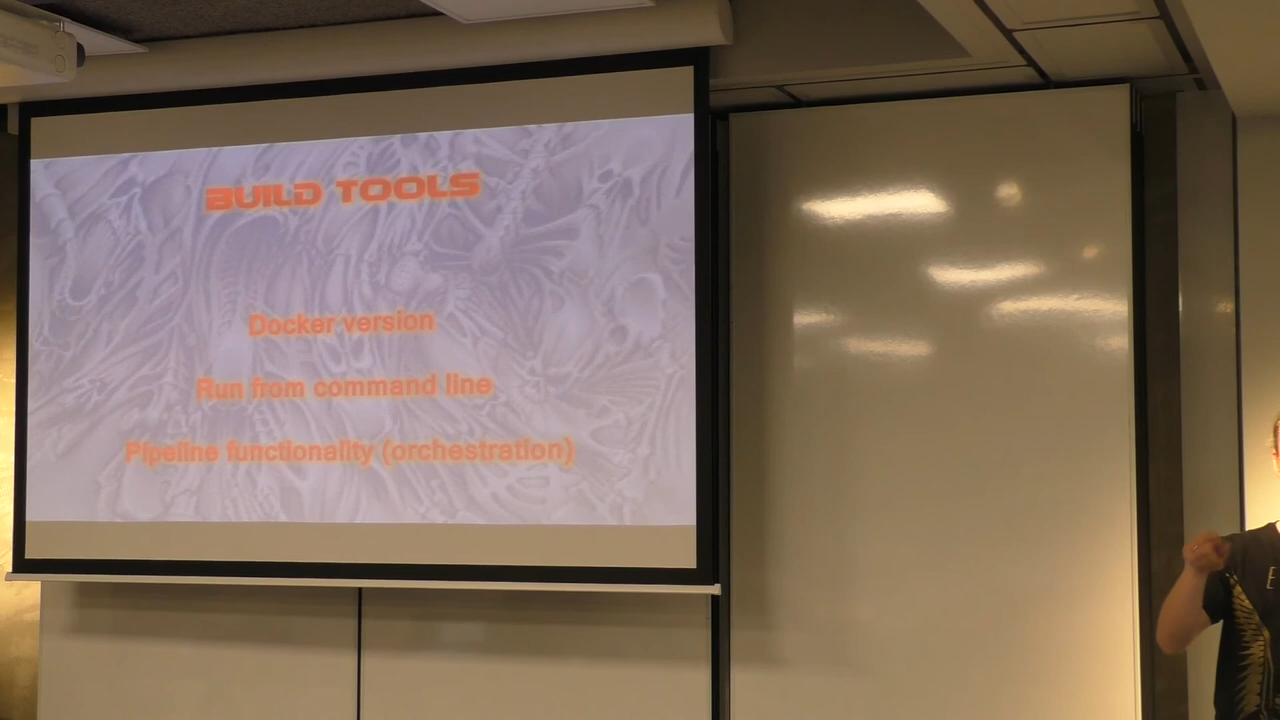 BUILD TOOLS
Docker version
Run from command line
Pipeline functionality (orchestration)